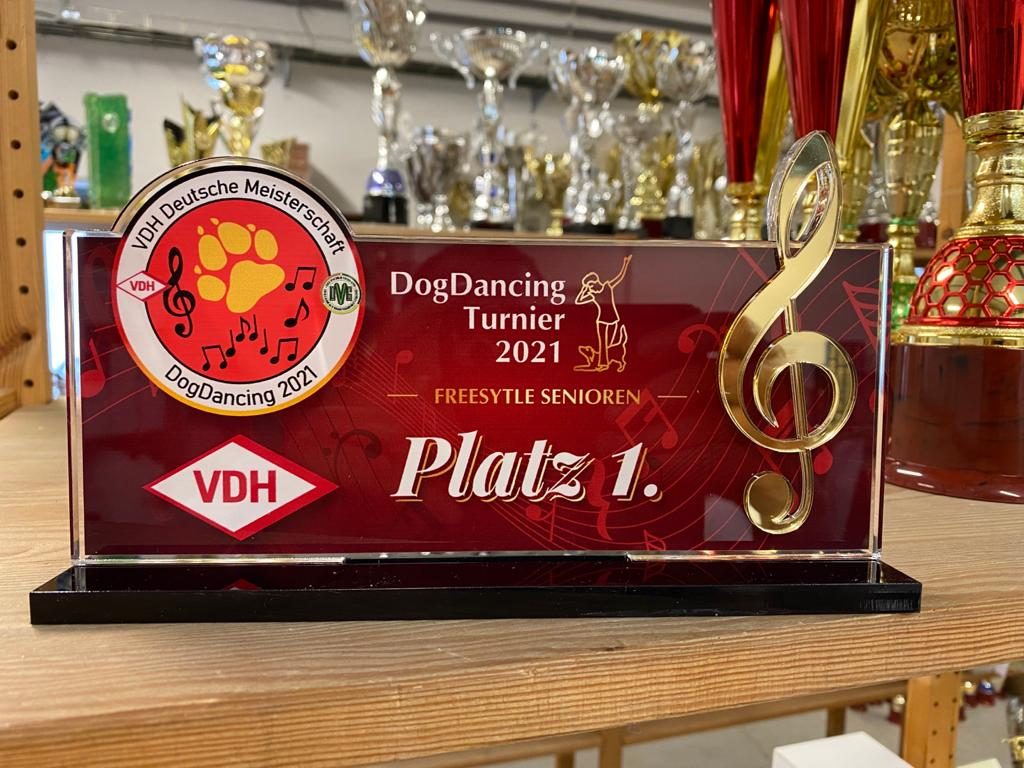 VDH Deutsche Meisterschaft
VDH
DogDancing 2021
VDH
DogDancing
Turnier
2021
FREESYTLE SENIOREN
Platz 1.